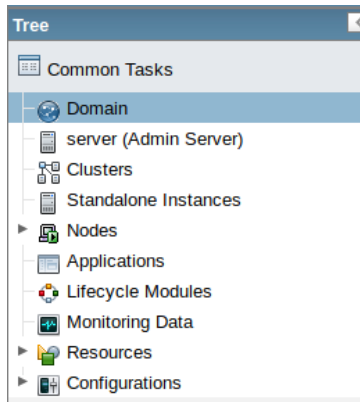 Tree
Common Tasks
Domain
server (Admin Server)
Clusters
Standalone Instances
Nodes
Applications
Lifecycle Modules
Monitoring Data
Resources
Configurations